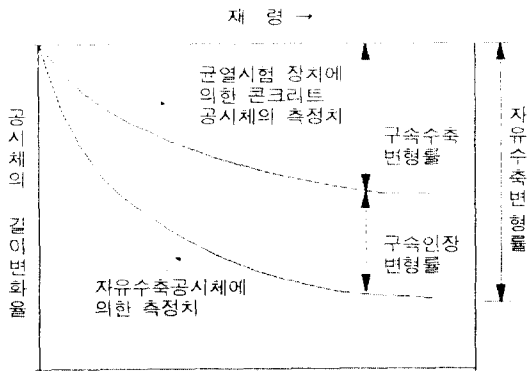 재 령 →
균열시험 장치에
의한 콘크리트
공시체의 측정치
구속수축
변형률
자유수축변형률
공시체의 길이변화율
구속인장
변형률
자유수축공시체에
의한 측정치